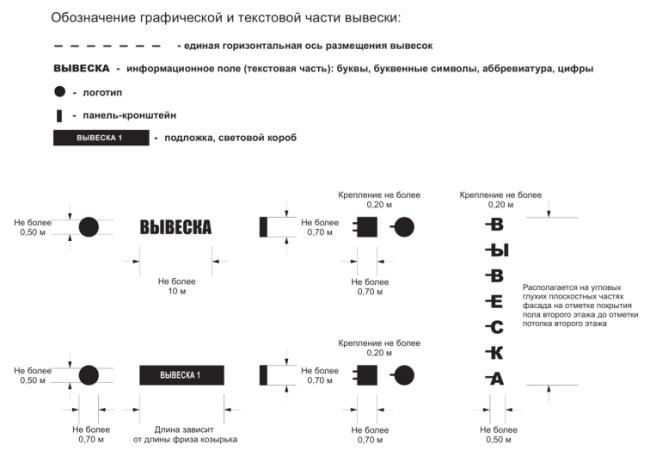 Обозначение графической и текстовой части вывески:
- единая горизонтальная ось размещения вывесок
ВЫВЕСКА - информационное поле (текстовая часть): буквы, буквенные символы, аббревиатура, цифры
- логотип
- панель-кронштейн
ВЫВЕСКА 1 - подложка, световой короб
Не более
0,50 м
ВЫВЕСКА
Не более
10 м
Не более
0,70 м
Крепление не более
0,20 м
Не более
0,70 м
Крепление не более
0,20 м
В
Ы
В
Е
С
К
А
Располагается на угловых
глухих плоскостных частях
фасада на отметке покрытия
пола второго этажа до отметки
потолка второго этажа
Не более
0,50 м
Не более
0,50 м
Не более
0,70 м
ВЫВЕСКА 1
Длина зависит
от длины фриза козырька
Не более
0,70 м
Крепление не более
0,20 м
Не более
0,70 м